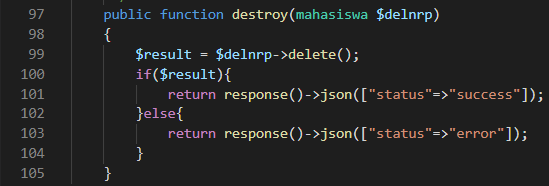 97 public function destroy(mahasiswa $delnrp)
98 {
99 $result = $delnrp->delete();
100 if($result){
101 return response()->json(["status"=>"success"]);
102 }else{
103 return response()->json(["status"=>"error"]);
104 }
105 }